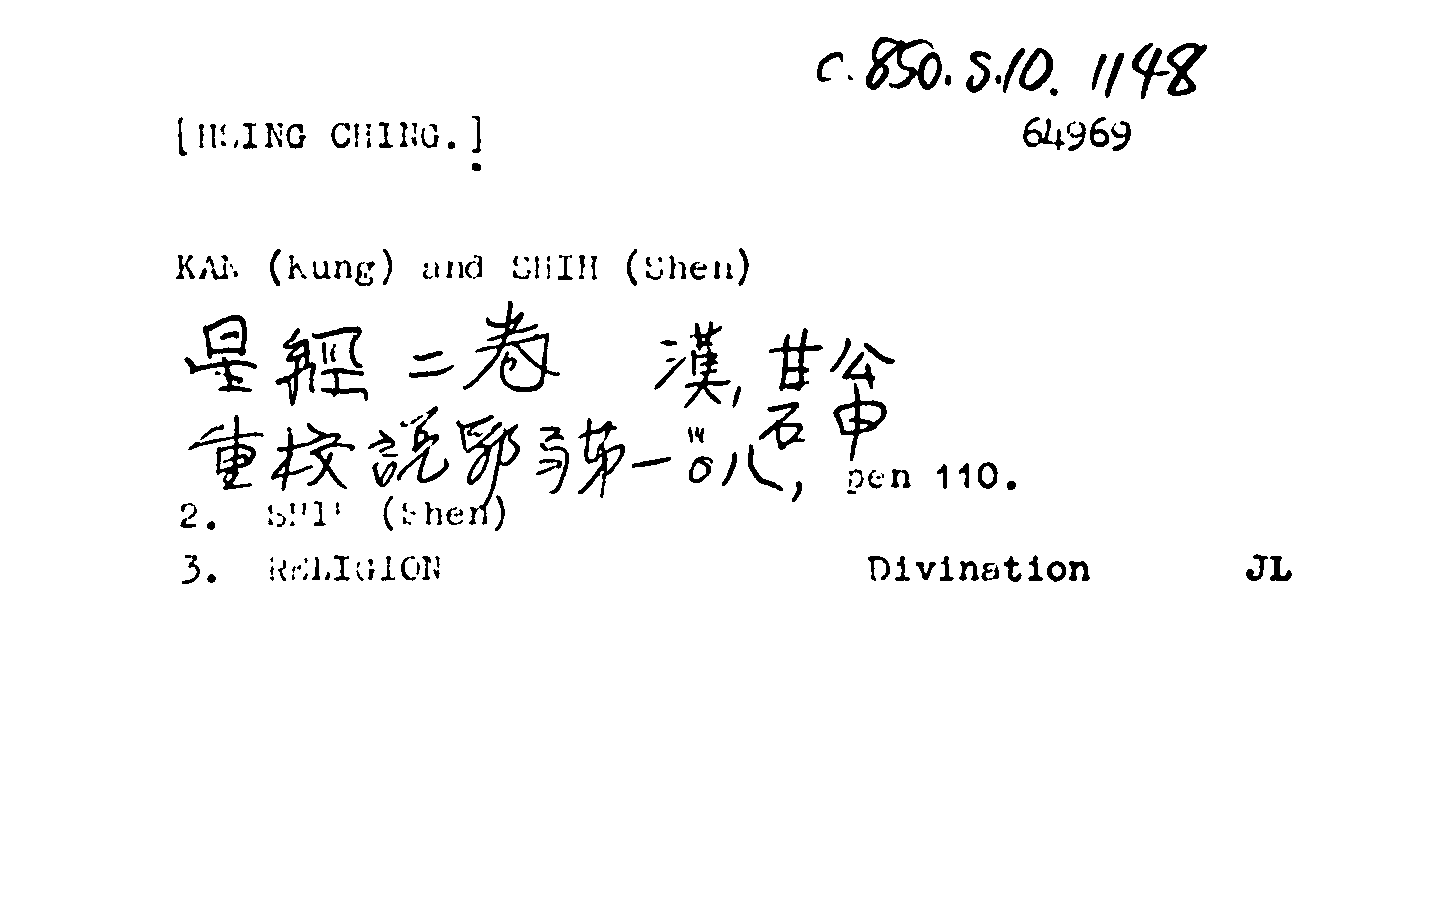 C. 850. S.10. 1148
[HSING CHING.]
64969
KAN (Kung) and SHIH (Shen)
星經二卷 漢, 甘公
石申
重校說郛弓第一〇八, pen 110.
2. SHIH (Shen)
3. RELIGION Divination JL